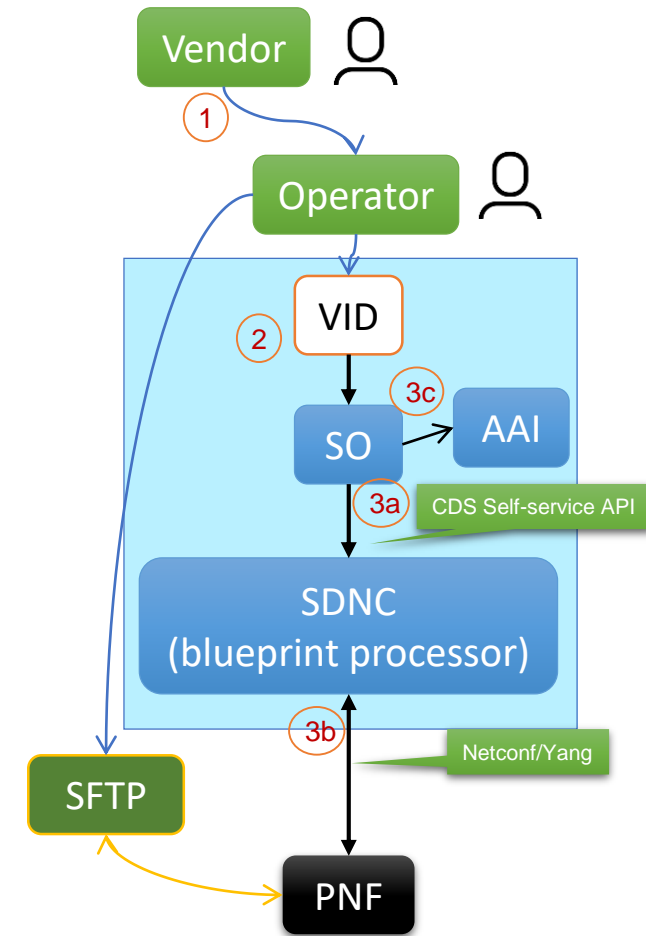 Vendor
1
Operator
VID
2
3c
SO
AAI
3a
CDS Self-service API
SDNC
(blueprint processor)
3b
Netconf/Yang
SFTP
PNF